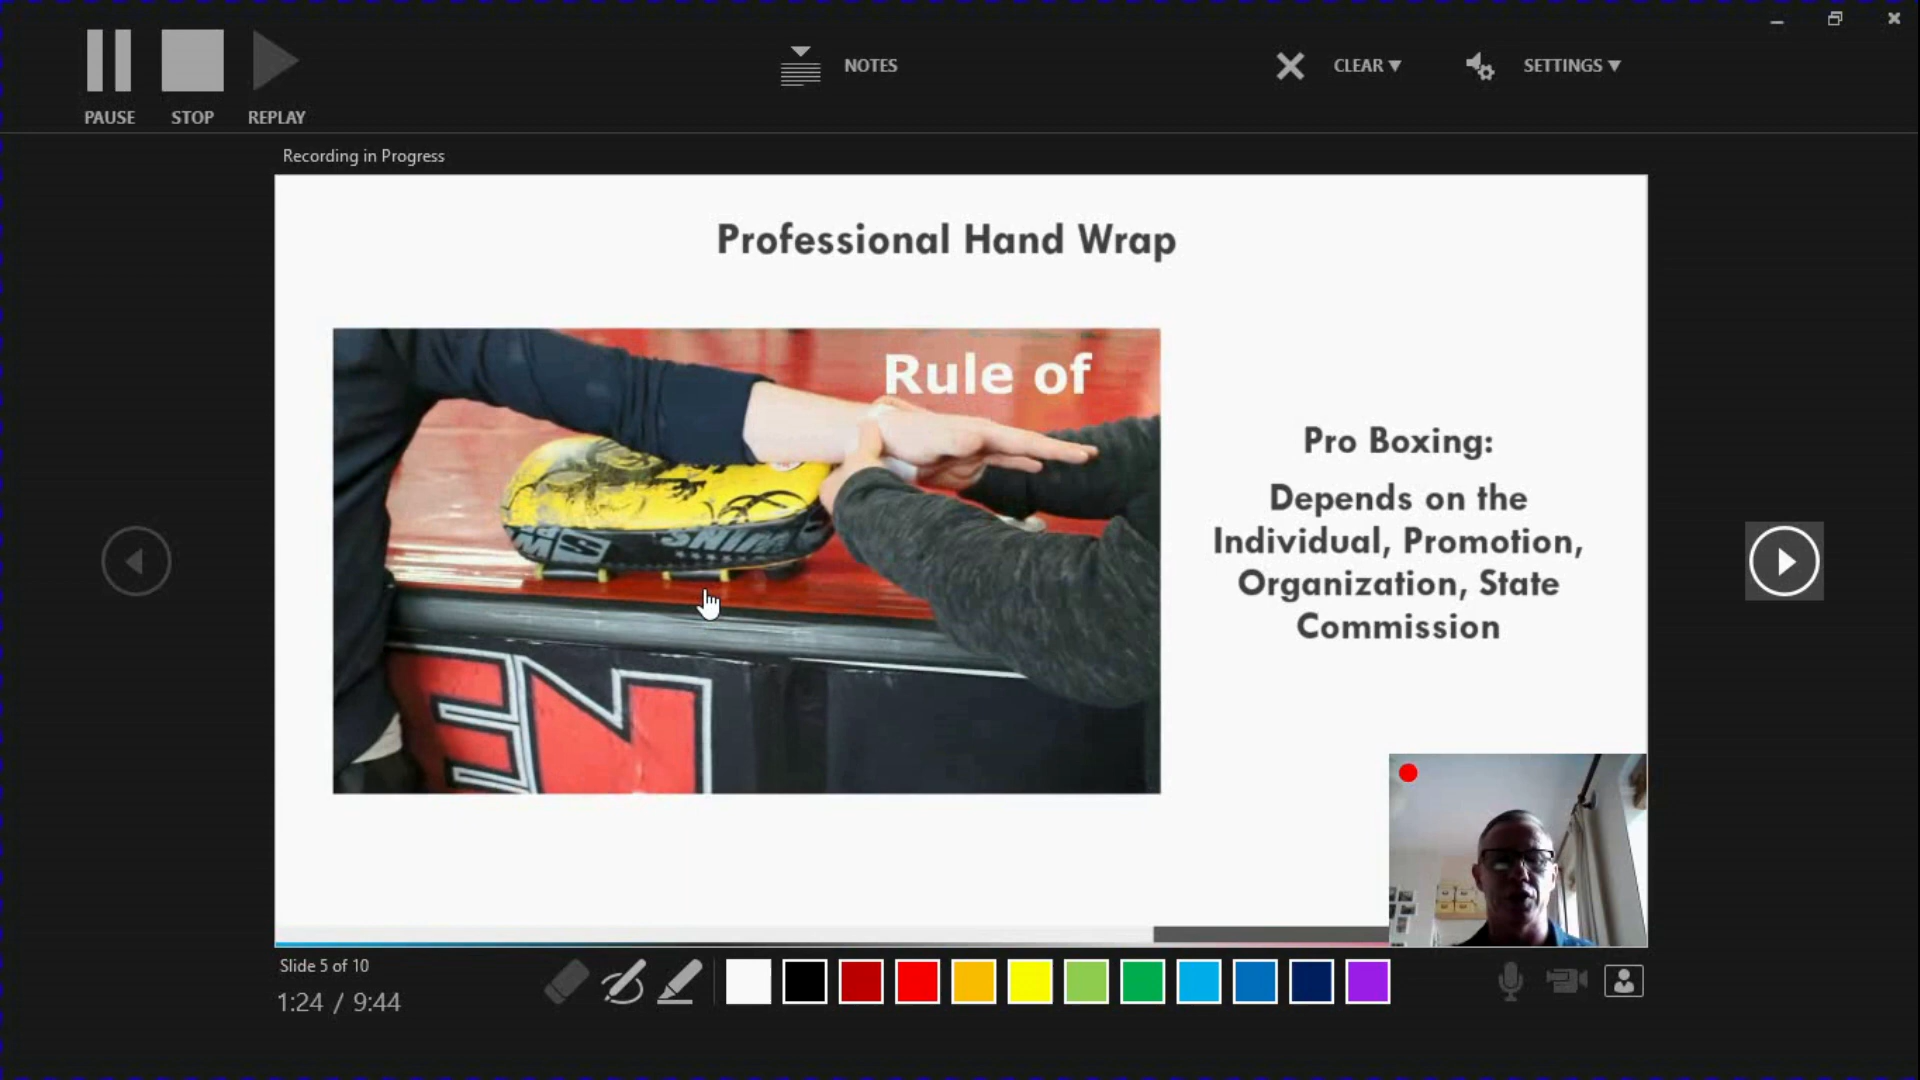 PAUSE
STOP
REPLAY
NOTES
CLEAR
SETTINGS
Recording in Progress
Professional Hand Wrap
Rule of
EN
Pro Boxing:
Depends on the
Individual, Promotion,
Organization, State
Commission
Slide 5 of 10
1:24 / 9:44